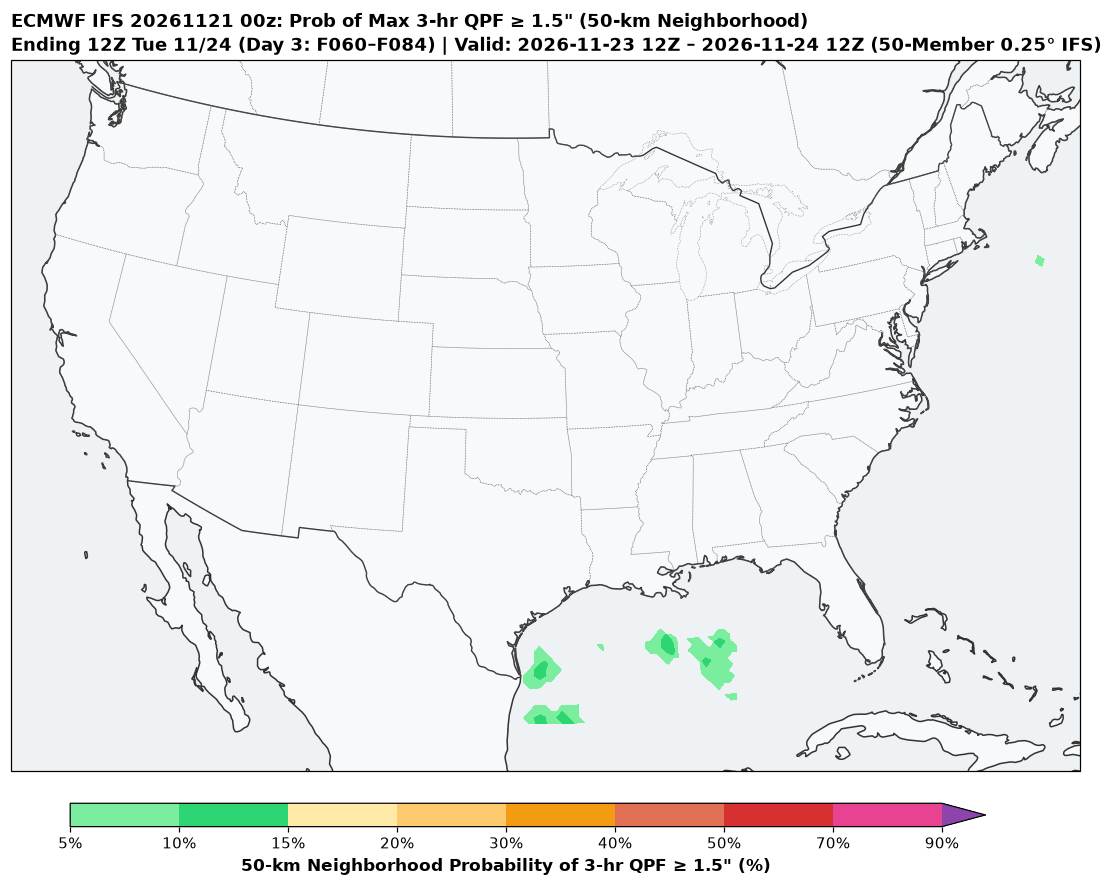 ECMWF IFS 20261121 00z: Prob of Max 3-hr QPF ≥ 1.5" (50-km Neighborhood)
Ending 12Z Tue 11/24 (Day 3: F060–F084) | Valid: 2026-11-23 12Z – 2026-11-24 12Z (50-Member 0.25° IFS)
5% 10% 15% 20% 30% 40% 50% 70% 90%
50-km Neighborhood Probability of 3-hr QPF ≥ 1.5" (%)